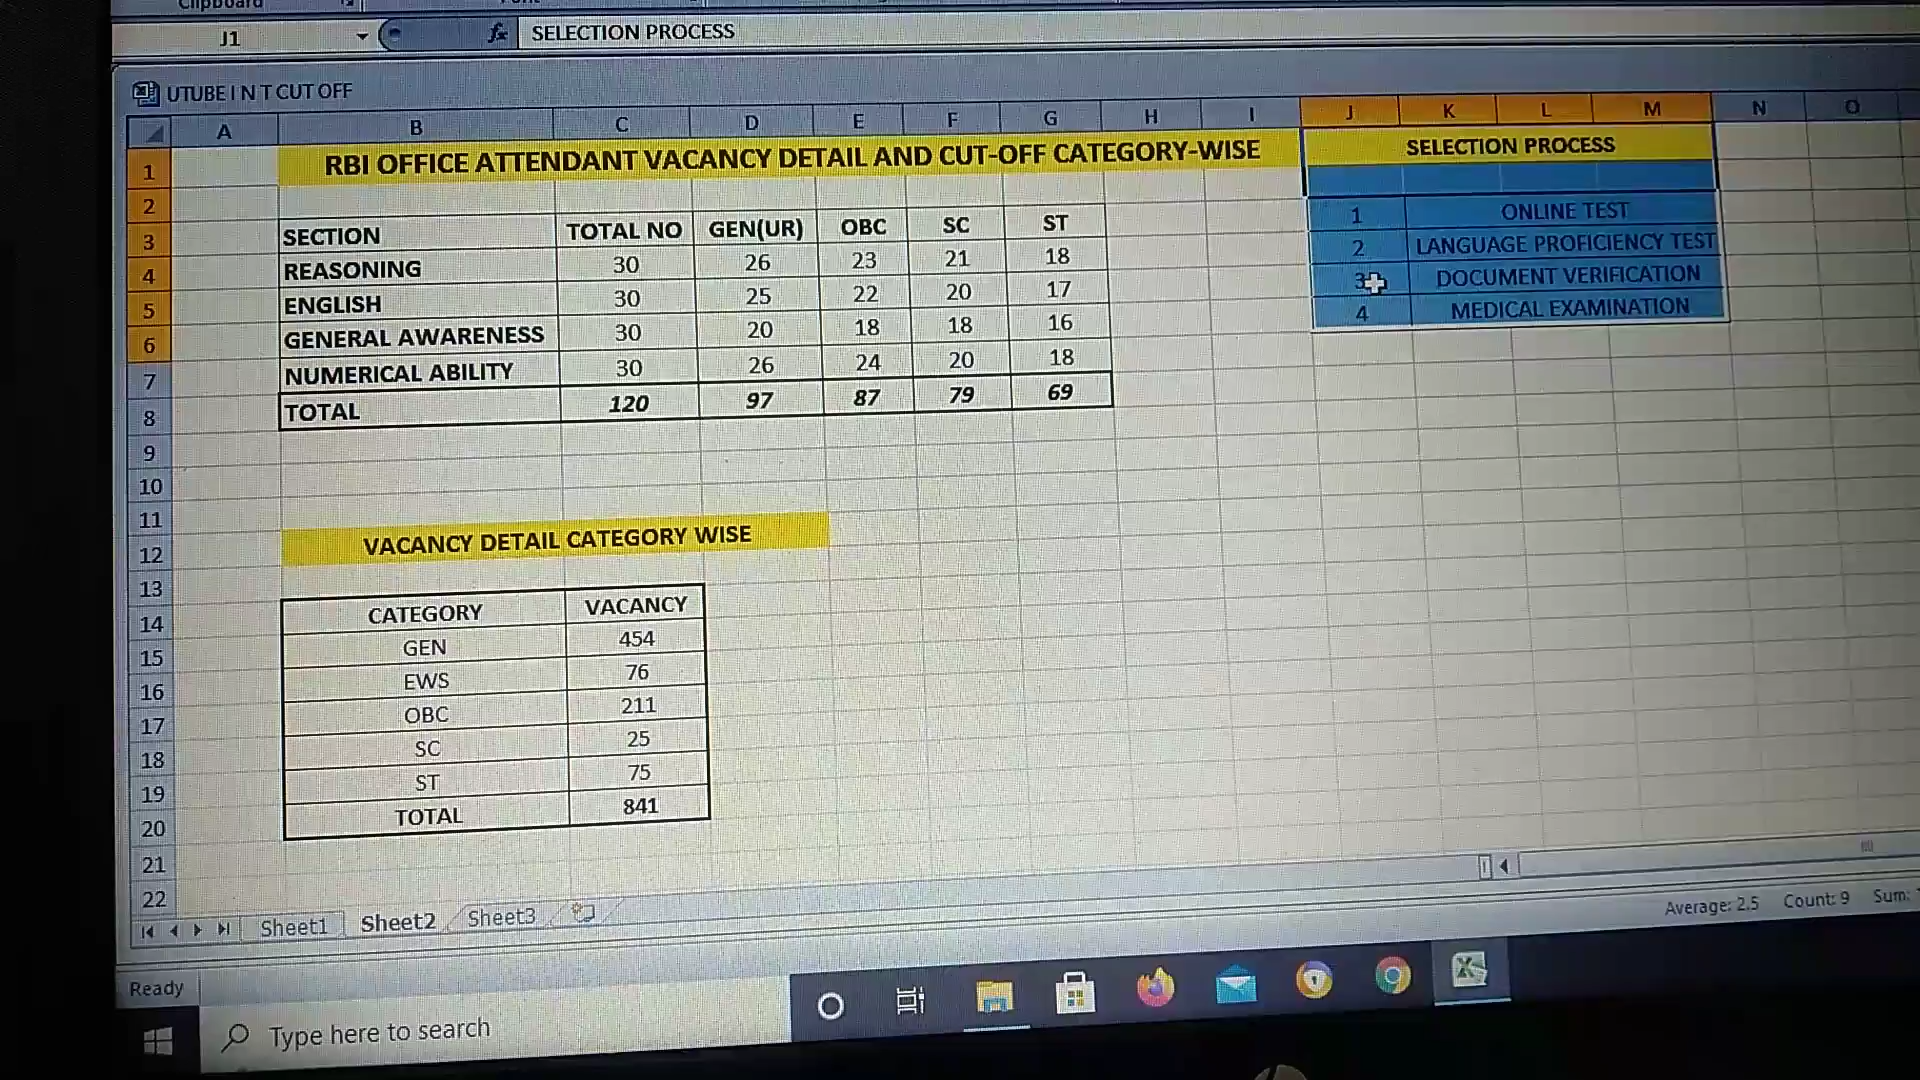 Clipboard
J1
fx SELECTION PROCESS
UTUBE I N T CUT OFF
A B C D E F G H I J K L M N O
1 RBI OFFICE ATTENDANT VACANCY DETAIL AND CUT-OFF CATEGORY-WISE SELECTION PROCESS
2
3 SECTION TOTAL NO GEN(UR) OBC SC ST 1 ONLINE TEST
4 REASONING 30 26 23 21 18 2 LANGUAGE PROFICIENCY TEST
5 ENGLISH 30 25 22 20 17 3 DOCUMENT VERIFICATION
6 GENERAL AWARENESS 30 20 18 18 16 4 MEDICAL EXAMINATION
7 NUMERICAL ABILITY 30 26 24 20 18
8 TOTAL 120 97 87 79 69
9
10
11
12 VACANCY DETAIL CATEGORY WISE
13
14 CATEGORY VACANCY
15 GEN 454
16 EWS 76
17 OBC 211
18 SC 25
19 ST 75
20 TOTAL 841
21
22
Sheet1 Sheet2 Sheet3
Average: 2.5 Count: 9 Sum:
Ready
Type here to search